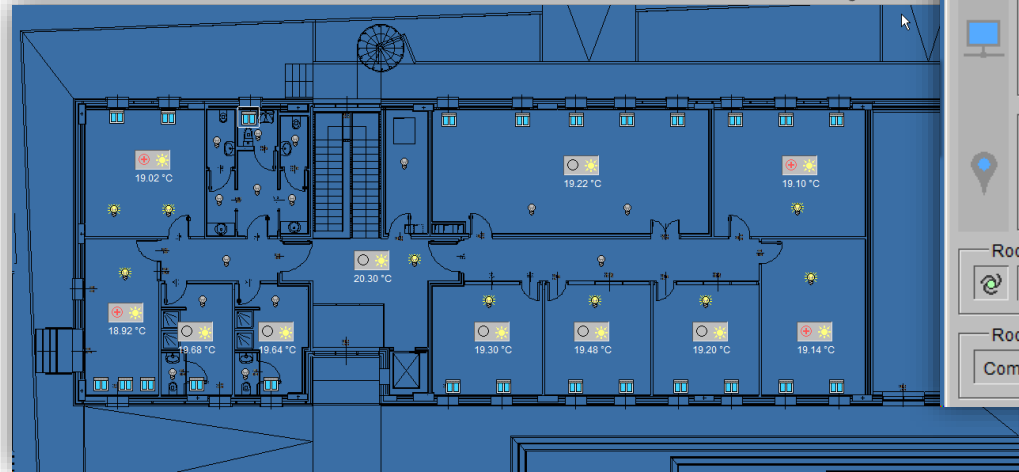 19.02 °C
19.22 °C
19.10 °C
20.30 °C
18.92 °C
19.68 °C
19.64 °C
19.30 °C
19.48 °C
19.20 °C
19.14 °C
Roo
Roo
Com